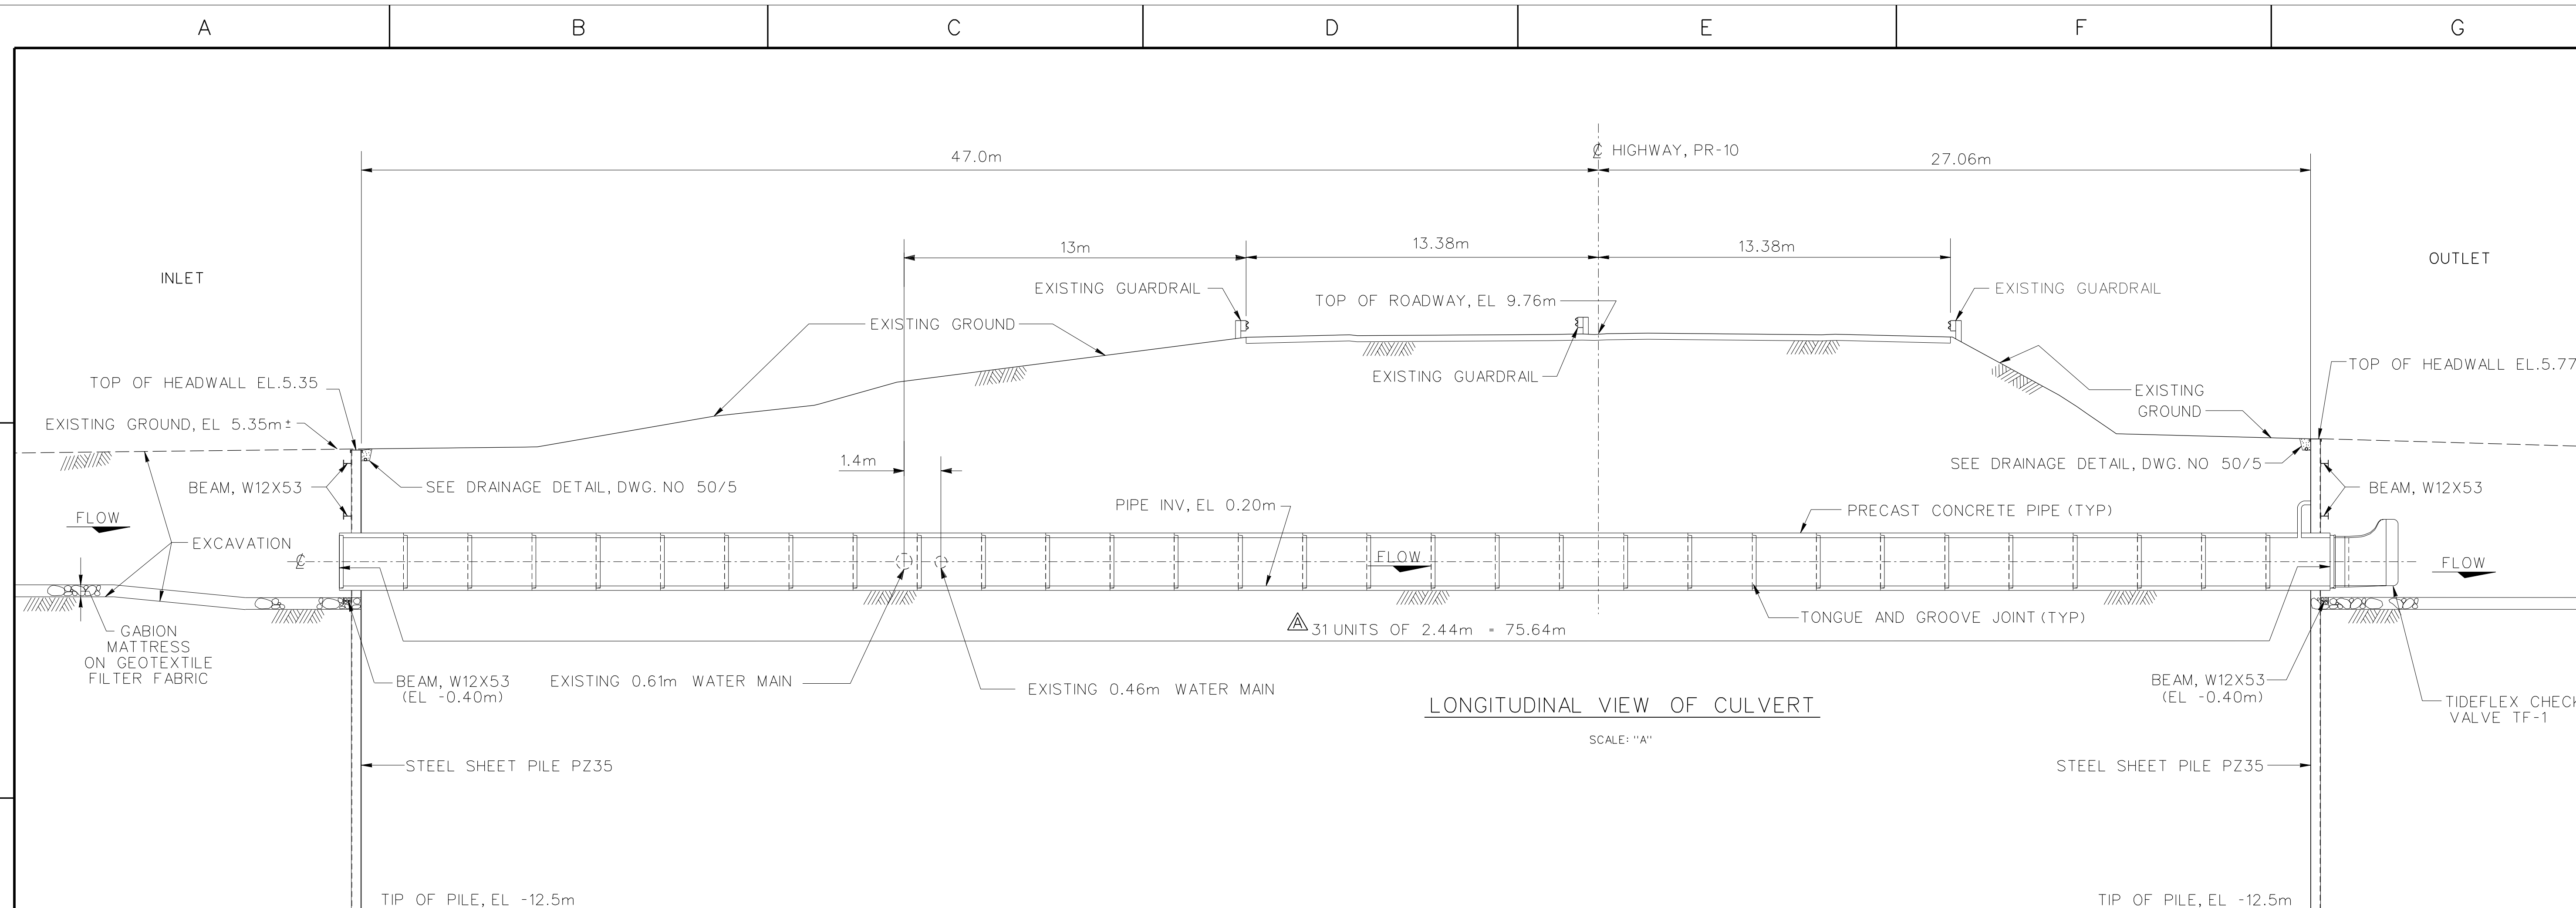 A B C D E F G
47.0m
℄ HIGHWAY, PR-10
27.06m
13m
13.38m
13.38m
INLET
OUTLET
EXISTING GUARDRAIL
TOP OF ROADWAY, EL 9.76m
EXISTING GUARDRAIL
EXISTING GROUND
EXISTING GUARDRAIL
TOP OF HEADWALL EL.5.35
TOP OF HEADWALL EL.5.77
EXISTING
GROUND
EXISTING GROUND, EL 5.35m±
1.4m
SEE DRAINAGE DETAIL, DWG. NO 50/5
BEAM, W12X53
SEE DRAINAGE DETAIL, DWG. NO 50/5
BEAM, W12X53
PIPE INV, EL 0.20m
PRECAST CONCRETE PIPE (TYP)
FLOW
EXCAVATION
℄
FLOW
FLOW
TONGUE AND GROOVE JOINT (TYP)
A 31 UNITS OF 2.44m = 75.64m
GABION
MATTRESS
ON GEOTEXTILE
FILTER FABRIC
BEAM, W12X53
(EL -0.40m)
EXISTING 0.61m WATER MAIN
EXISTING 0.46m WATER MAIN
BEAM, W12X53
(EL -0.40m)
LONGITUDINAL VIEW OF CULVERT
SCALE: "A"
TIDEFLEX CHECK
VALVE TF-1
STEEL SHEET PILE PZ35
STEEL SHEET PILE PZ35
TIP OF PILE, EL -12.5m
TIP OF PILE, EL -12.5m